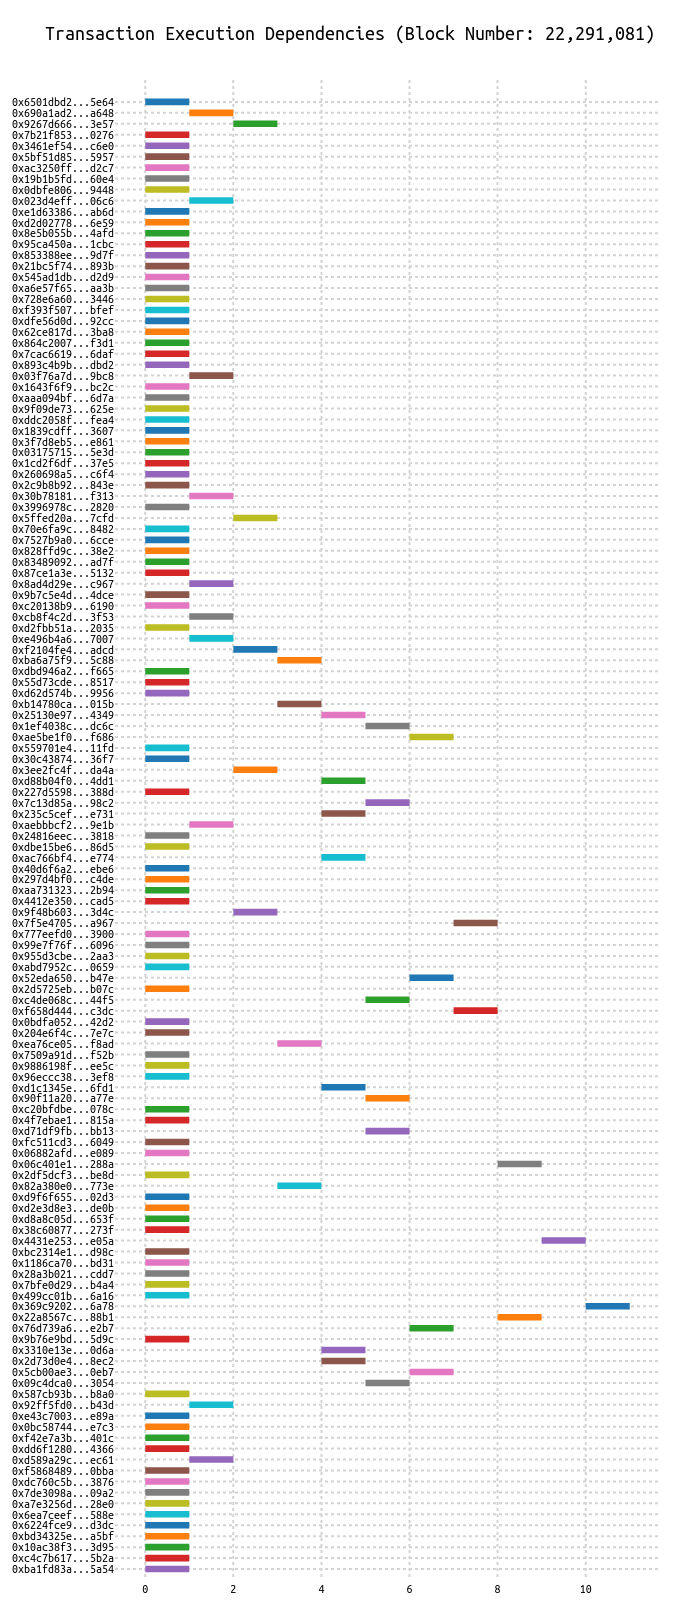 Transaction Execution Dependencies (Block Number: 22,291,081)
0x6501dbd2...5e64
0x690a1ad2...a648
0x9267d666...3e57
0x7b21f853...0276
0x3461ef54...c6e0
0x5bf51d85...5957
0xac3250ff...d2c7
0x19b1b5fd...60e4
0x0dbfe806...9448
0x023d4eff...06c6
0xe1d63386...ab6d
0xd2d02778...6e59
0x8e5b055b...4afd
0x95ca450a...1cbc
0x853388ee...9d7f
0x21bc5f74...893b
0x545ad1db...d2d9
0xa6e57f65...aa3b
0x728e6a60...3446
0xf393f507...bfef
0xdfe56d0d...92cc
0x62ce817d...3ba8
0x864c2007...f3d1
0x7cac6619...6daf
0x893c4b9b...dbd2
0x03f76a7d...9bc8
0x1643f6f9...bc2c
0xaaa094bf...6d7a
0x9f09de73...625e
0xddc2058f...fea4
0x1839cdff...3607
0x3f7d8eb5...e861
0x03175715...5e3d
0x1cd2f6df...37e5
0x260698a5...c6f4
0x2c9b8b92...843e
0x30b78181...f313
0x3996978c...2820
0x5ffed20a...7cfd
0x70e6fa9c...8482
0x7527b9a0...6cce
0x828ffd9c...38e2
0x83489092...ad7f
0x87ce1a3e...5132
0x8ad4d29e...c967
0x9b7c5e4d...4dce
0xc20138b9...6190
0xcb8f4c2d...3f53
0xd2fbb51a...2035
0xe496b4a6...7007
0xf2104fe4...adcd
0xba6a75f9...5c88
0xdbd946a2...f665
0x55d73cde...8517
0xd62d574b...9956
0xb14780ca...015b
0x25130e97...4349
0x1ef4038c...dc6c
0xae5be1f0...f686
0x559701e4...11fd
0x30c43874...36f7
0x3ee2fc4f...da4a
0xd88b04f0...4dd1
0x227d5598...388d
0x7c13d85a...98c2
0x235c5cef...e731
0xaebbbcf2...9e1b
0x24816eec...3818
0xdbe15be6...86d5
0xac766bf4...e774
0x40d6f6a2...ebe6
0x297d4bf0...c4de
0xaa731323...2b94
0x4412e350...cad5
0x9f48b603...3d4c
0x7f5e4705...a967
0x777eefd0...3900
0x99e7f76f...6096
0x955d3cbe...2aa3
0xabd7952c...0659
0x52eda650...b47e
0x2d5725eb...b07c
0xc4de068c...44f5
0xf658d444...c3dc
0x0bdfa052...42d2
0x204e6f4c...7e7c
0xea76ce05...f8ad
0x7509a91d...f52b
0x9886198f...ee5c
0x96eccc38...3ef8
0xd1c1345e...6fd1
0x90f11a20...a77e
0xc20bfdbe...078c
0x4f7ebae1...815a
0xd71df9fb...bb13
0xfc511cd3...6049
0x06882afd...e089
0x06c401e1...288a
0x2df5dcf3...be8d
0x82a380e0...773e
0xd9f6f655...02d3
0xd2e3d8e3...de0b
0xd8a8c05d...653f
0x38c60877...273f
0x4431e253...e05a
0xbc2314e1...d98c
0x1186ca70...bd31
0x28a3b021...cdd7
0x7bfe0d29...b4a4
0x499cc01b...6a16
0x369c9202...6a78
0x22a8567c...88b1
0x76d739a6...e2b7
0x9b76e9bd...5d9c
0x3310e13e...0d6a
0x2d73d0e4...8ec2
0x5cb00ae3...0eb7
0x09c4dca0...3054
0x587cb93b...b8a0
0x92ff5fd0...b43d
0xe43c7003...e89a
0x0bc58744...e7c3
0xf42e7a3b...401c
0xdd6f1280...4366
0xd589a29c...ec61
0xf5868489...0bba
0xdc760c5b...3876
0x7de3098a...09a2
0xa7e3256d...28e0
0x6ea7ceef...588e
0x6224fce9...d3dc
0xbd34325e...a5bf
0x10ac38f3...3d95
0xc4c7b617...5b2a
0xba1fd83a...5a54
0 2 4 6 8 10